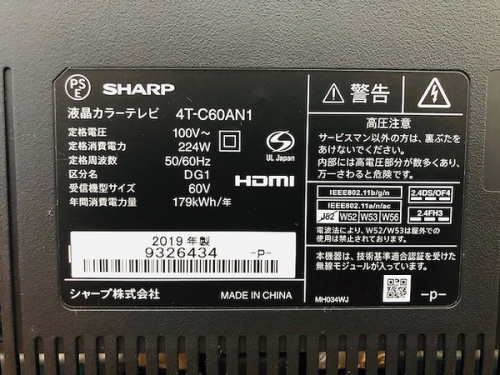 PS
E
SHARP
液晶カラーテレビ 4T-C60AN1
定格電圧 100V～
定格消費電力 224W
定格周波数 50/60Hz
区分名 DG1
受信機型サイズ 60V
年間消費電力量 179kWh/年
S
UL Japan
HDMI
2019 年製
9326434 -P-
シャープ株式会社 MADE IN CHINA
警告
高圧注意
サービスマン以外の方は、裏ぶたを
あけないでください。
内部には高電圧部分が数多くあり、
万一さわると危険です。
IEEE802.11b/g/n 2.4DS/OF4
IEEE802.11a/n/ac
J52 W52 W53 W56 2.4FH3
電波法により、W52/W53は屋外での
使用が禁止されています。
本機器は、技術基準適合認証を受けた
無線モジュールが入っています。
MH034WJ -p-